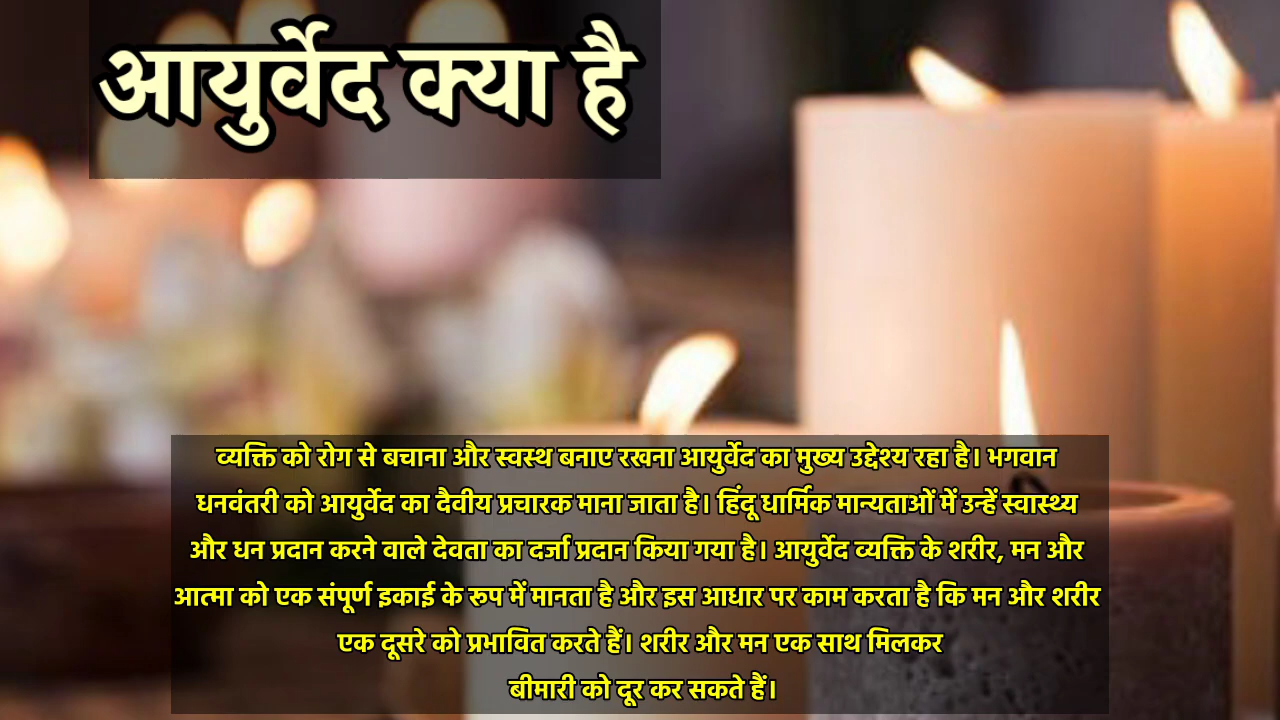 आयुर्वेद क्या है
व्यक्ति को रोग से बचाना और स्वस्थ बनाए रखना आयुर्वेद का मुख्य उद्देश्य रहा है। भगवान
धनवंतरी को आयुर्वेद का दैवीय प्रचारक माना जाता है। हिंदू धार्मिक मान्यताओं में उन्हें स्वास्थ्य
और धन प्रदान करने वाले देवता का दर्जा प्रदान किया गया है। आयुर्वेद व्यक्ति के शरीर, मन और
आत्मा को एक संपूर्ण इकाई के रूप में मानता है और इस आधार पर काम करता है कि मन और शरीर
एक दूसरे को प्रभावित करते हैं। शरीर और मन एक साथ मिलकर
बीमारी को दूर कर सकते हैं।